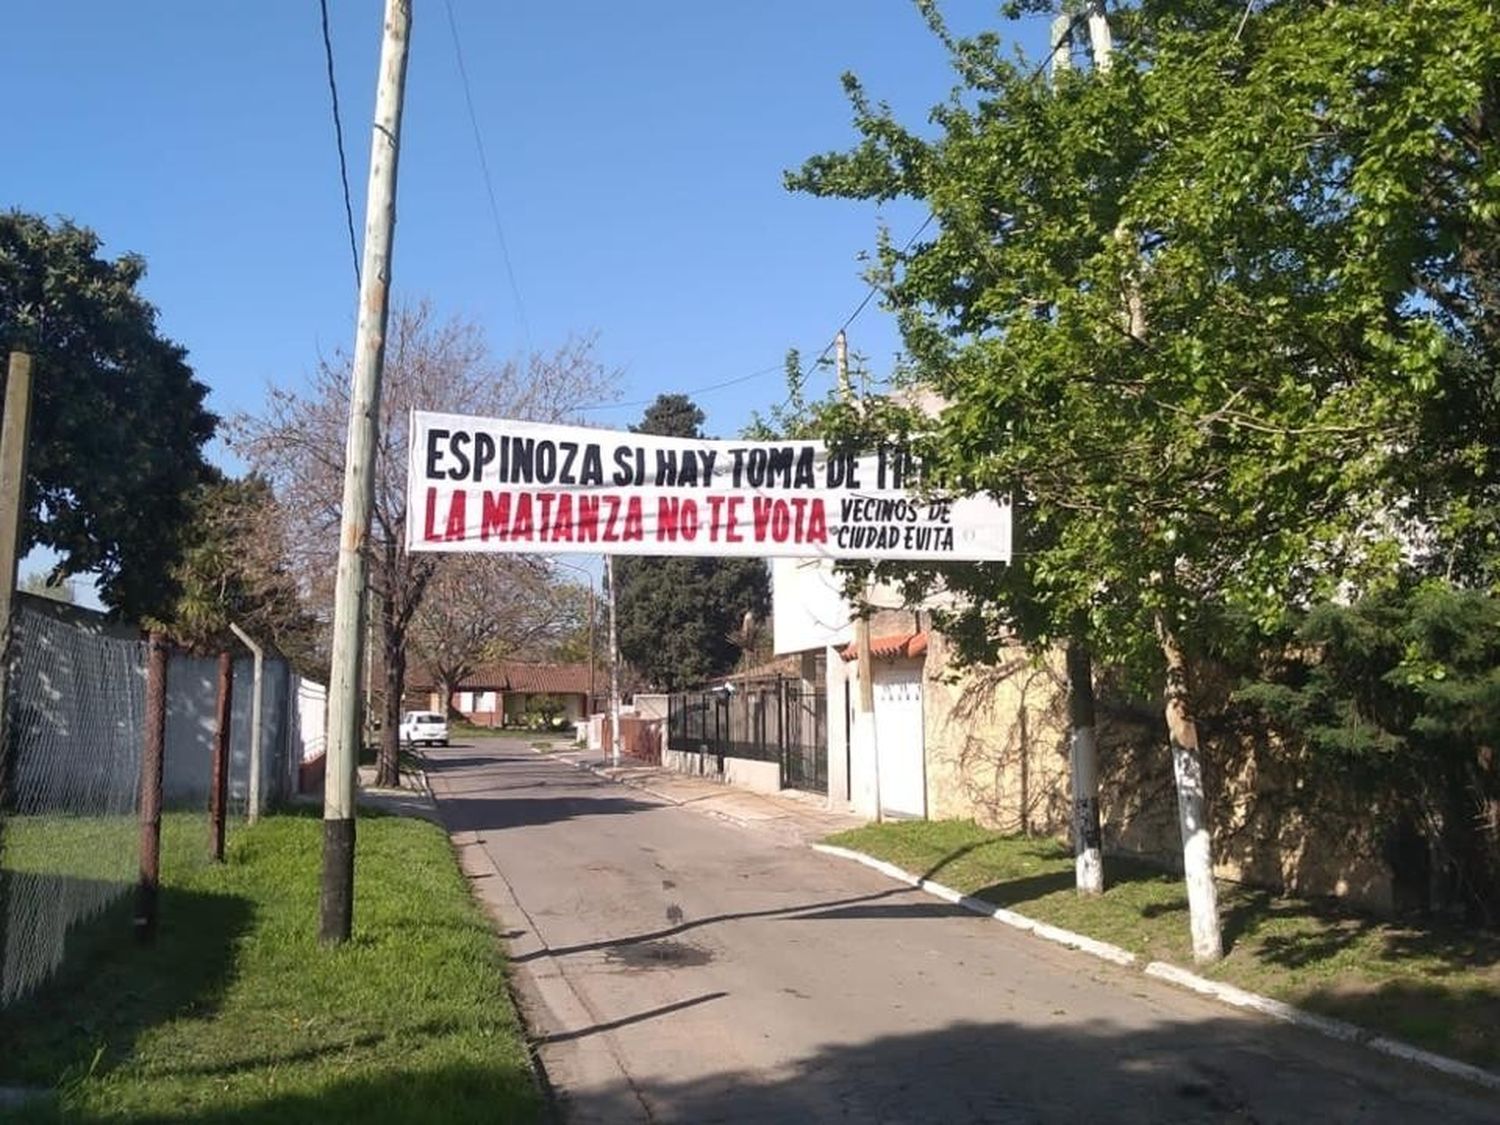 ESPINOZA SI HAY TOMA DE
LA MATANZA NO TE VOTA
VECINOS DE
CIUDAD EVITA